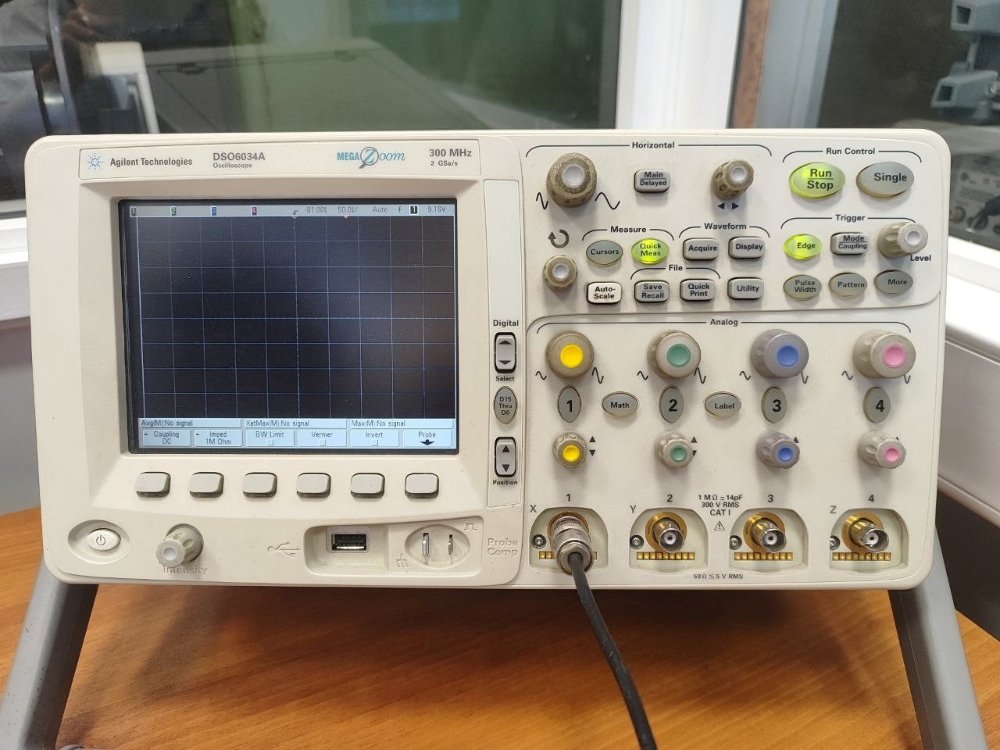 Agilent Technologies
DSO6034A
Oscilloscope
MEGA Zoom
300 MHz
2 GSa/s
1
2
3
4
50.0s/
Auto
1
9.16V
Avg(M):No signal
XatMax(M):No signal
Max(M):No signal
Coupling
DC
Imped
1M Ohm
BW Limit
Vernier
Invert
Probe
Intensity
Digital
Select
D15
Thru
D0
Position
Probe
Comp
Horizontal
Main
Delayed
Run Control
Run
Stop
Single
Measure
Cursors
Quick
Meas
Waveform
Acquire
Display
Trigger
Edge
Mode
Coupling
Level
File
Auto-
Scale
Save
Recall
Quick
Print
Utility
Pulse
Width
Pattern
More
Analog
1
Math
2
Label
3
4
1
2
3
4
X
Y
Z
1 MΩ ≃ 14pF
300 V RMS
CAT I
50Ω ≤ 5 V RMS